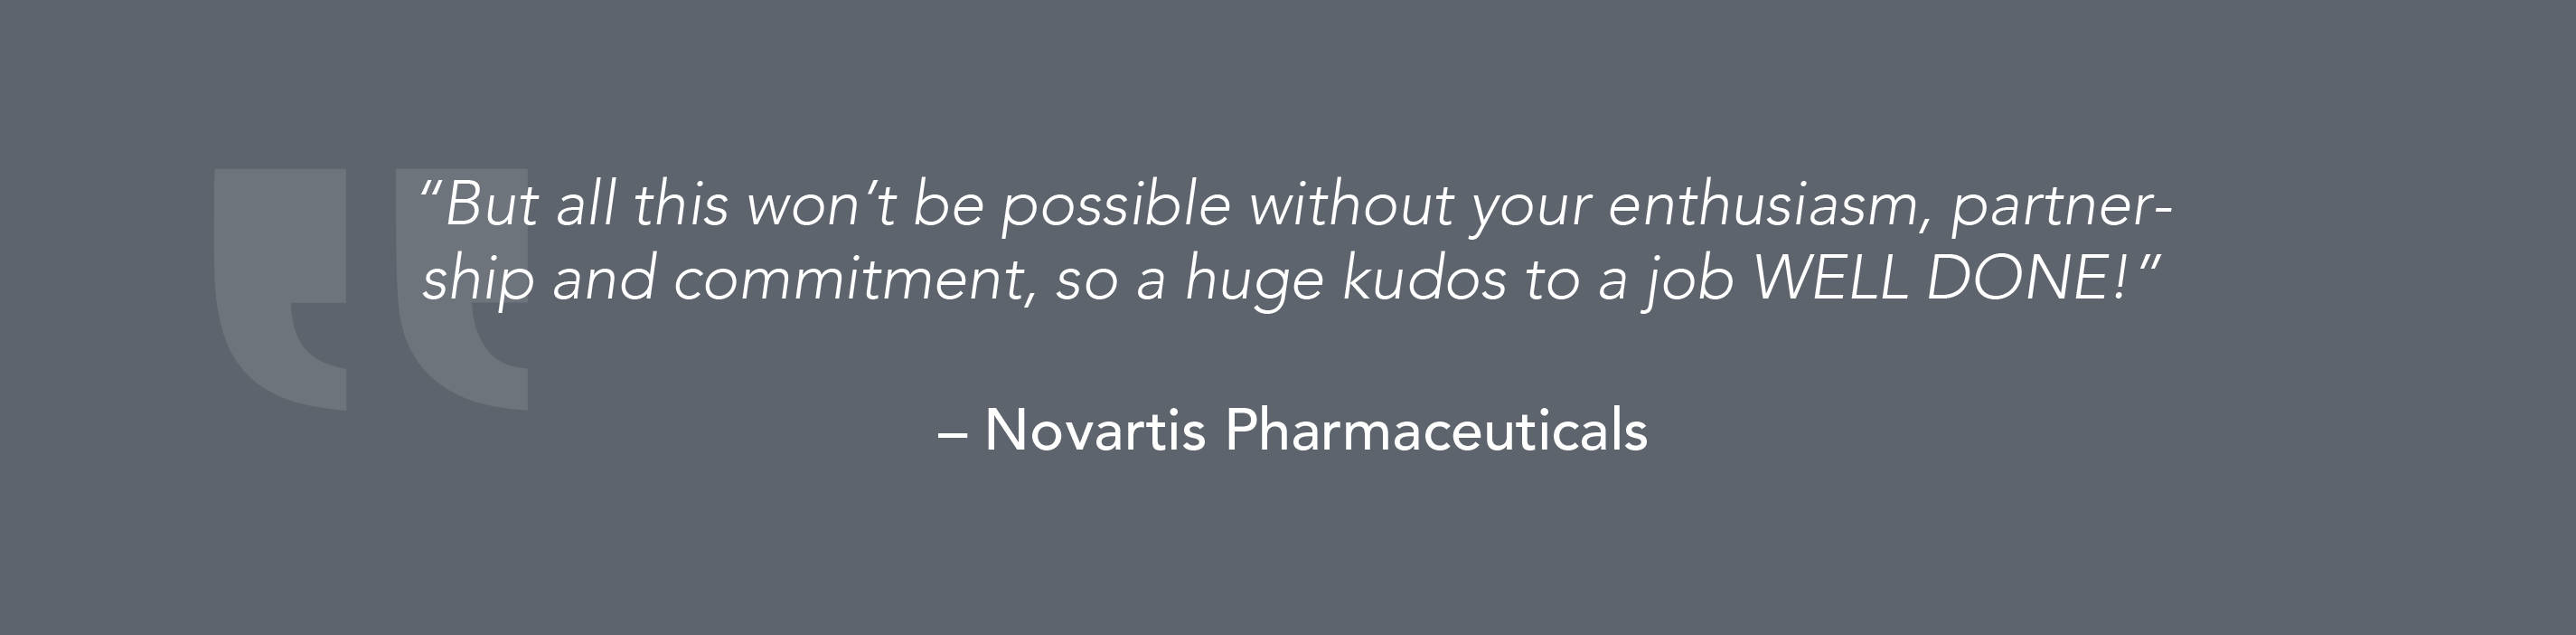 “But all this won’t be possible without your enthusiasm, partner-
ship and commitment, so a huge kudos to a job WELL DONE!”
– Novartis Pharmaceuticals